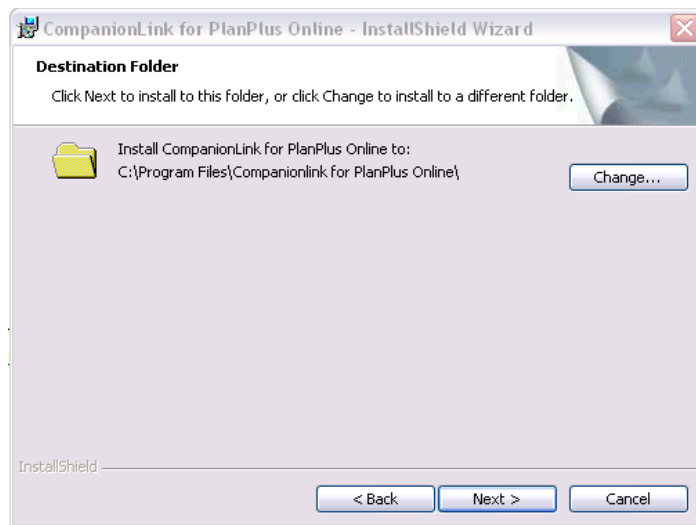 CompanionLink for PlanPlus Online - InstallShield Wizard
Destination Folder
Click Next to install to this folder, or click Change to install to a different folder.
Install CompanionLink for PlanPlus Online to:
C:\Program Files\Companionlink for PlanPlus Online\
Change...
InstallShield
< Back
Next >
Cancel